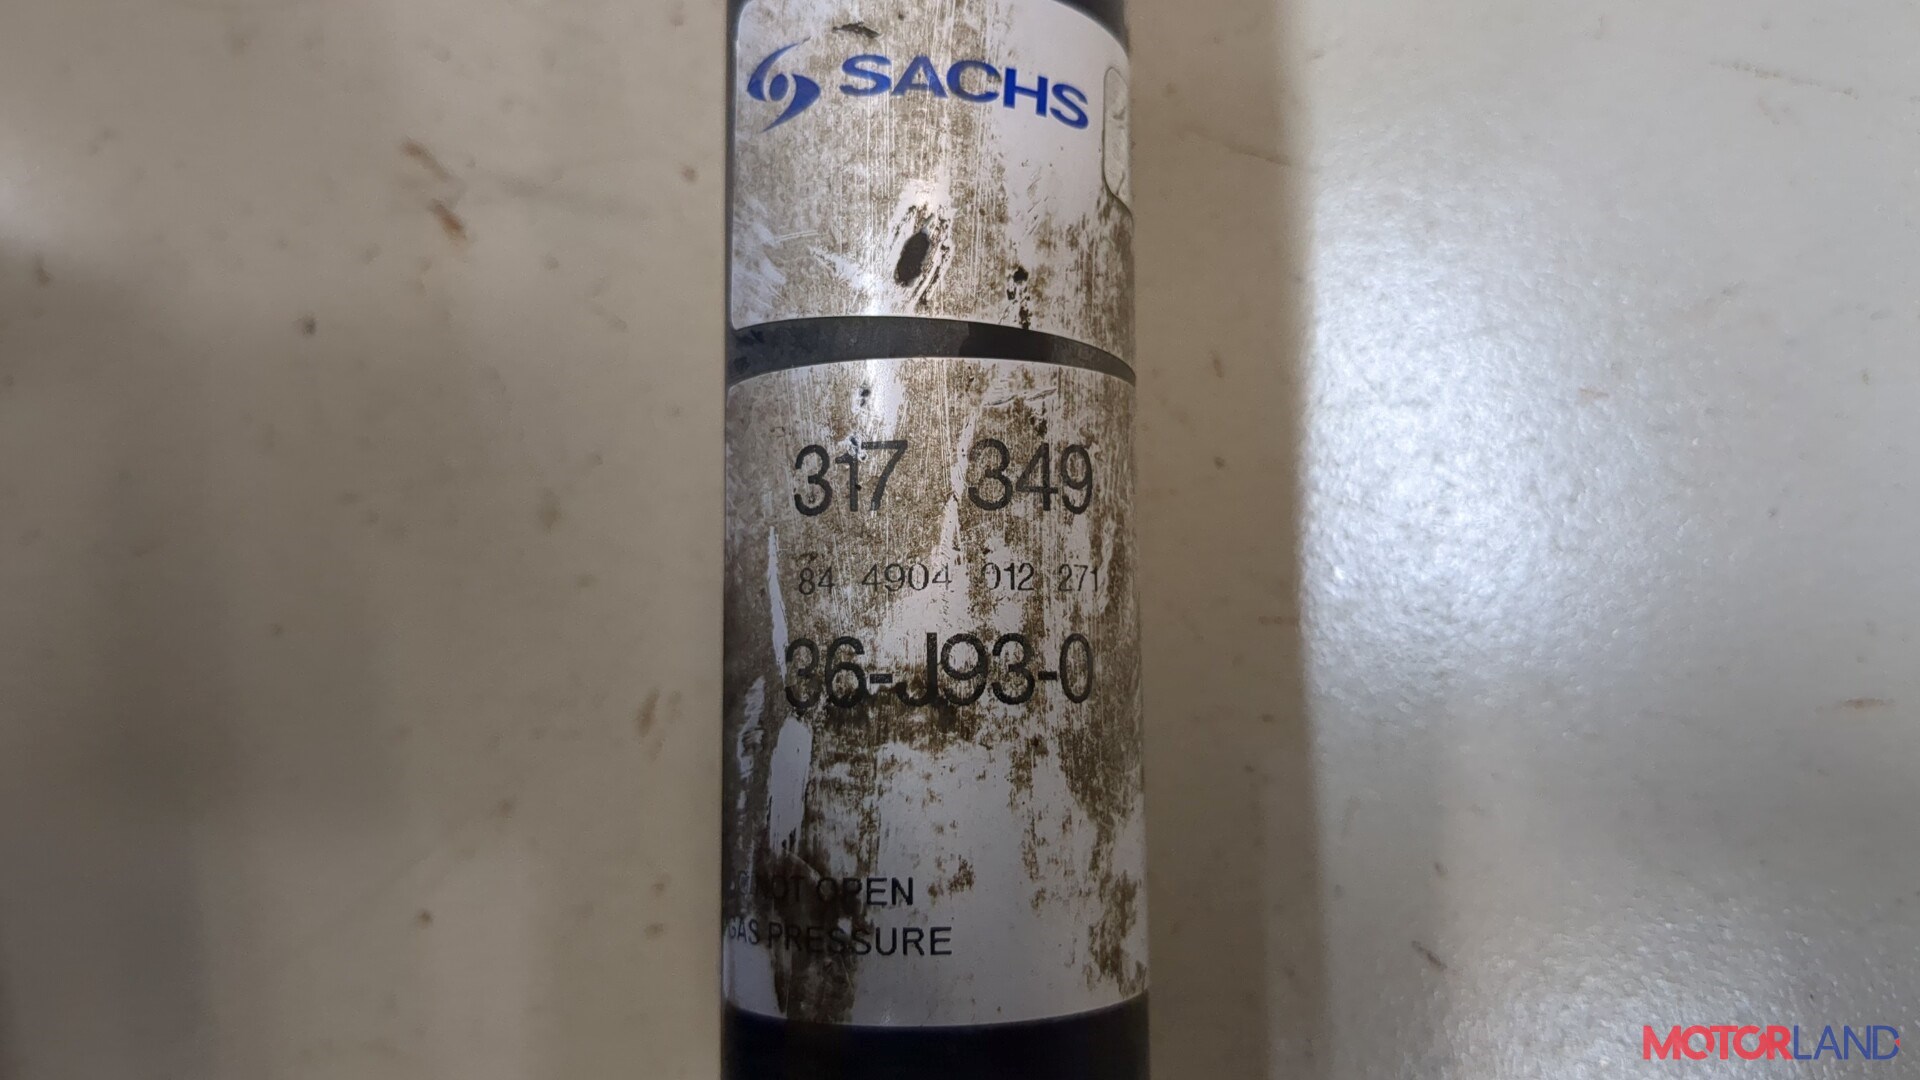 SACHS
317 349
84 4904 012 271
36-J93-0
NOT OPEN
GAS PRESSURE
MOTORLAND